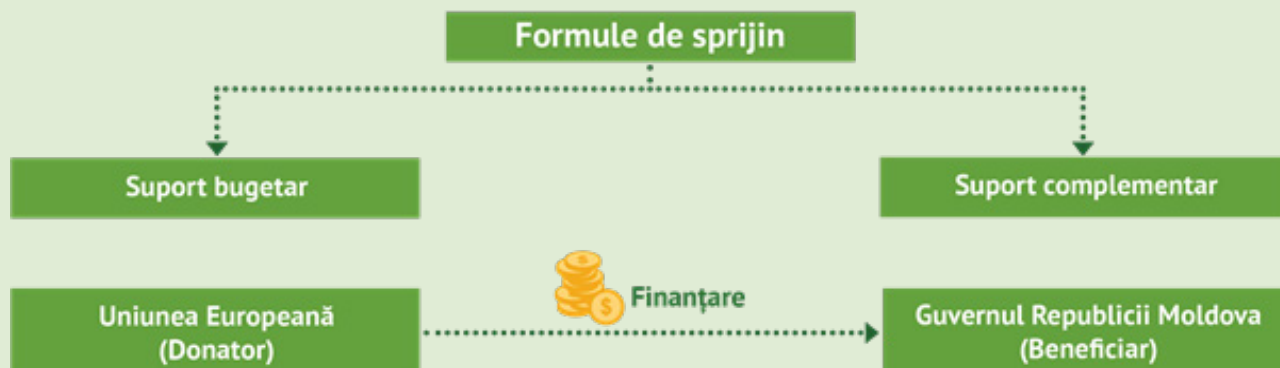 Formule de sprijin
Suport bugetar
Suport complementar
Finanțare
Uniunea Europeană
(Donator)
Guvernul Republicii Moldova
(Beneficiar)